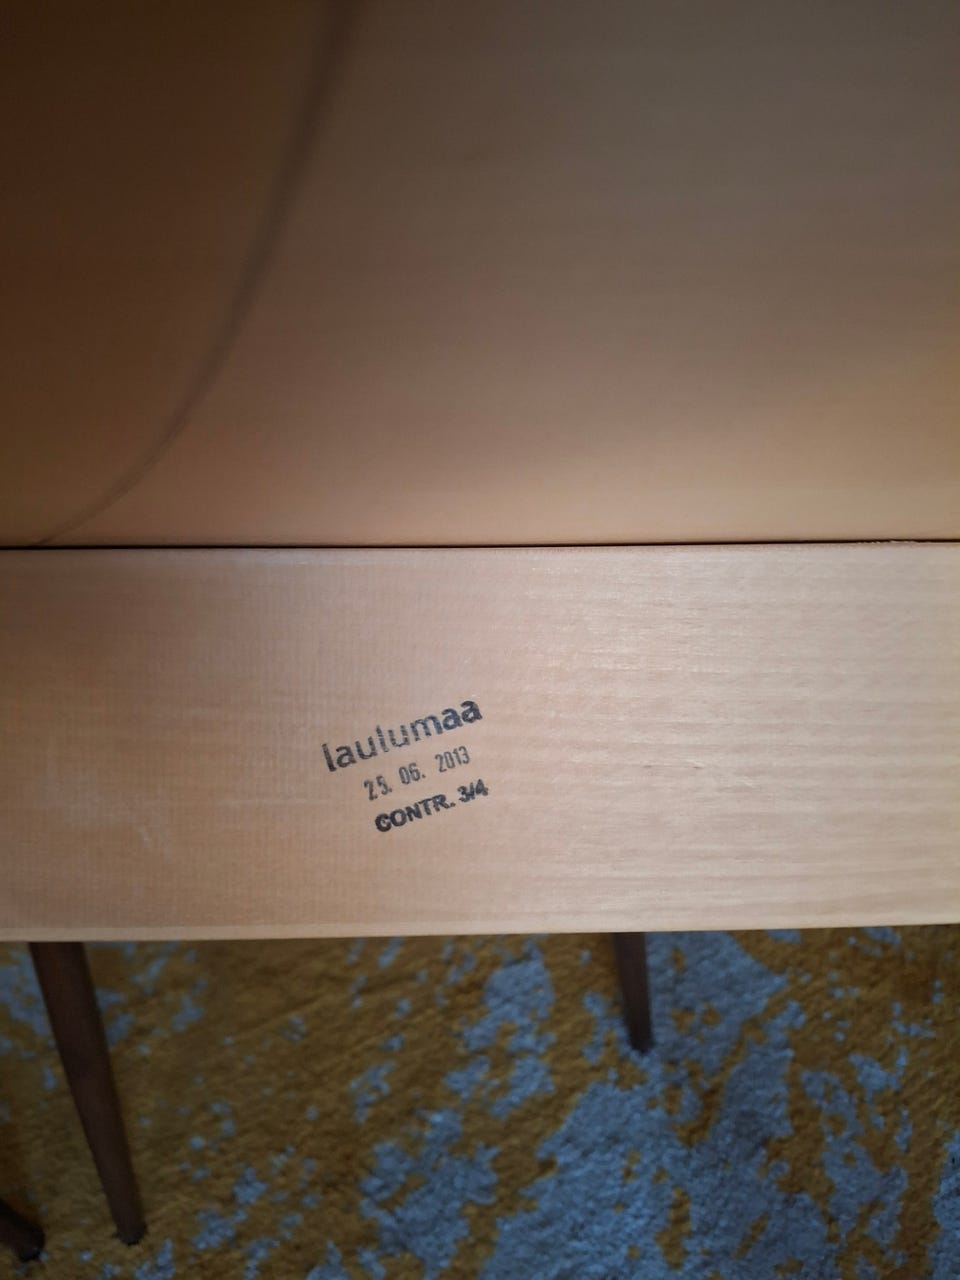 laulumaa
25. 06. 2013
CONTR. 3/4